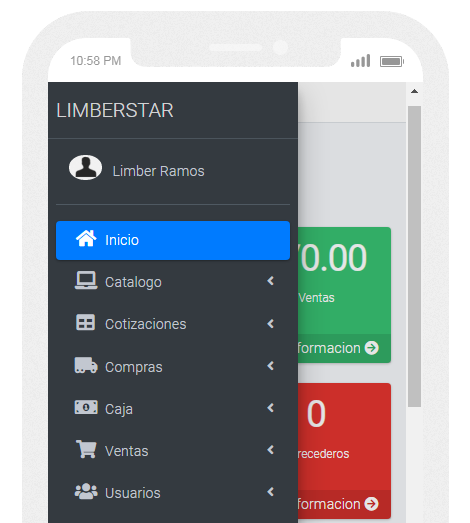 10:58 PM
LIMBERSTAR
Limber Ramos
Inicio
Catalogo
Cotizaciones
Compras
Caja
Ventas
Usuarios
70.00
Ventas
formacion
0
recederos
formacion